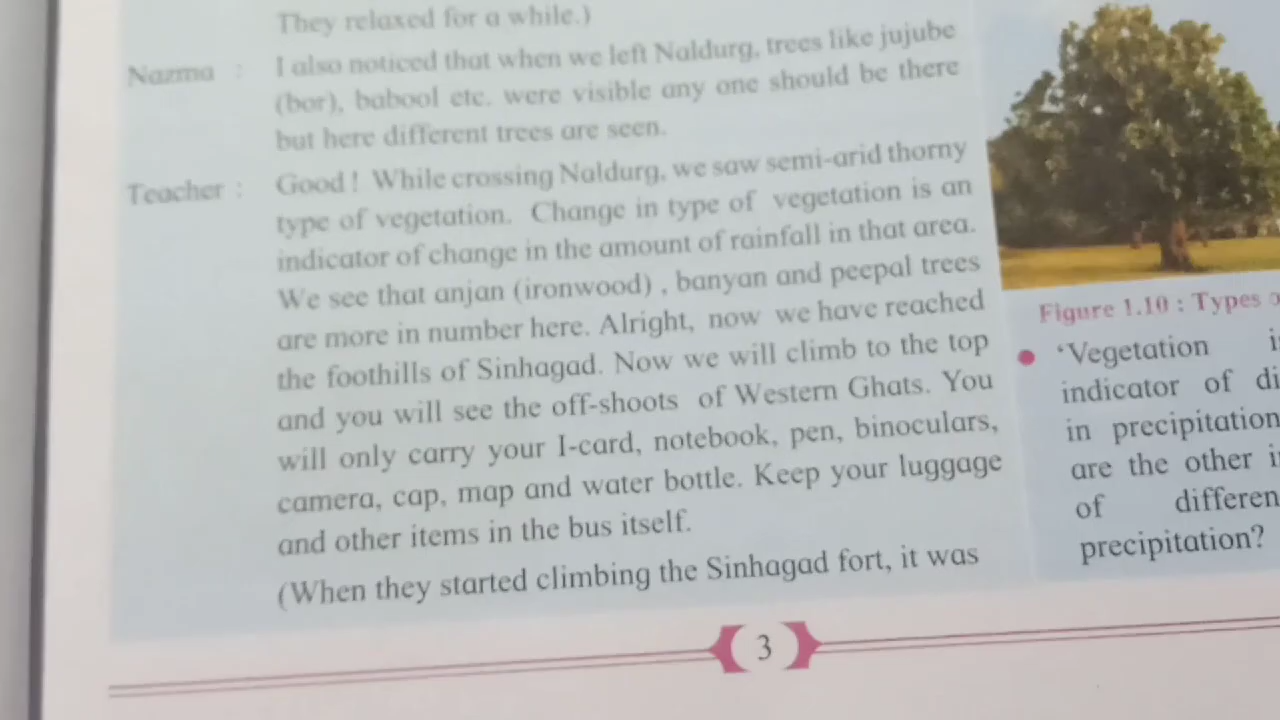 They relaxed for a while.)
Nazma : I also noticed that when we left Naldurg, trees like jujube
(bor), babool etc. were visible any one should be there
but here different trees are seen.
Teacher : Good! While crossing Naldurg, we saw semi-arid thorny
type of vegetation. Change in type of vegetation is an
indicator of change in the amount of rainfall in that area.
We see that anjan (ironwood) , banyan and peepal trees
are more in number here. Alright, now we have reached
the foothills of Sinhagad. Now we will climb to the top
and you will see the off-shoots of Western Ghats. You
will only carry your I-card, notebook, pen, binoculars,
camera, cap, map and water bottle. Keep your luggage
and other items in the bus itself.
(When they started climbing the Sinhagad fort, it was
Figure 1.10 : Types
• ‘Vegetation
indicator of
in precipitation
are the other
of
precipitation?
3